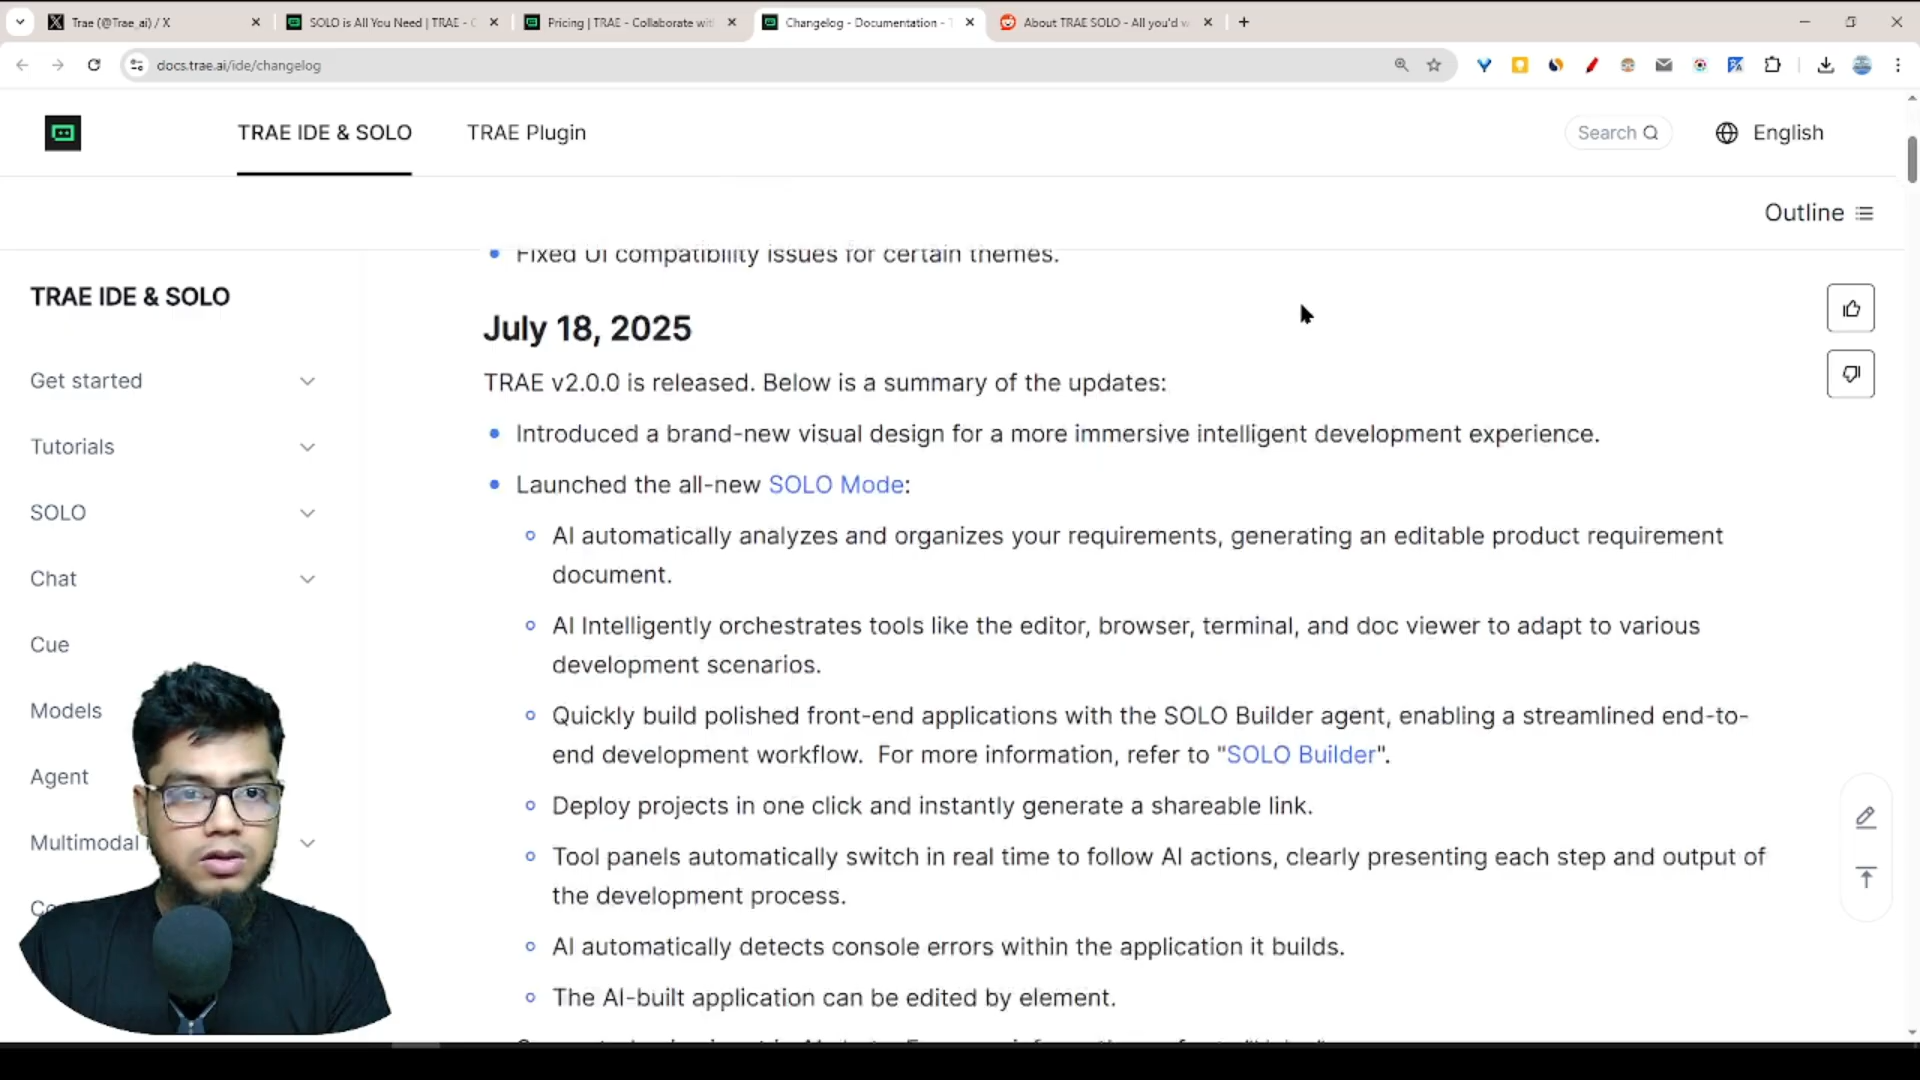 Trae (@Trae_ai) / X
SOLO is All You Need | TRAE - C
Pricing | TRAE - Collaborate wit
Changelog - Documentation - T
About TRAE SOLO - All you'd w
docs.trae.ai/ide/changelog
TRAE IDE & SOLO
TRAE Plugin
Search
English
Outline
TRAE IDE & SOLO
Get started
Tutorials
SOLO
Chat
Cue
Models
Agent
Multimodal
Fixed UI compatibility issues for certain themes.
July 18, 2025
TRAE v2.0.0 is released. Below is a summary of the updates:
Introduced a brand-new visual design for a more immersive intelligent development experience.
Launched the all-new SOLO Mode:
AI automatically analyzes and organizes your requirements, generating an editable product requirement
document.
AI Intelligently orchestrates tools like the editor, browser, terminal, and doc viewer to adapt to various
development scenarios.
Quickly build polished front-end applications with the SOLO Builder agent, enabling a streamlined end-to-
end development workflow. For more information, refer to "SOLO Builder".
Deploy projects in one click and instantly generate a shareable link.
Tool panels automatically switch in real time to follow AI actions, clearly presenting each step and output of
the development process.
AI automatically detects console errors within the application it builds.
The AI-built application can be edited by element.